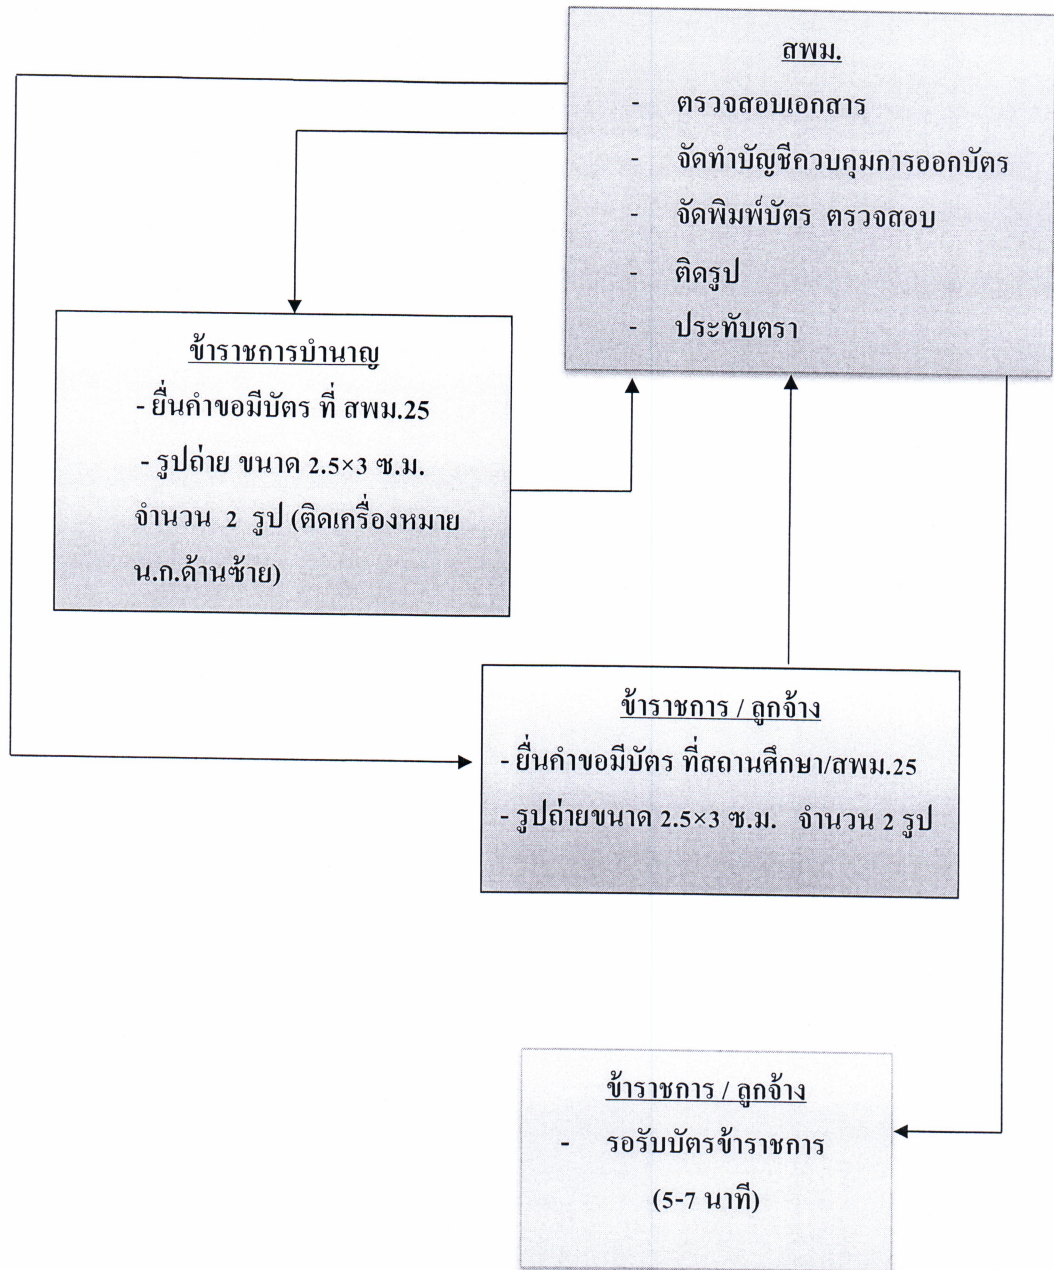 สพม.
- ตรวจสอบเอกสาร
- จัดทำบัญชีควบคุมการออกบัตร
- จัดพิมพ์บัตร ตรวจสอบ
- ติดรูป
- ประทับตรา
ข้าราชการบำนาญ
- ยื่นคำขอมีบัตร ที่ สพม.25
- รูปถ่าย ขนาด 2.5×3 ซ.ม.
จำนวน 2 รูป (ติดเครื่องหมาย
น.ก.ด้านซ้าย)
ข้าราชการ / ลูกจ้าง
- ยื่นคำขอมีบัตร ที่สถานศึกษา/สพม.25
- รูปถ่ายขนาด 2.5×3 ซ.ม. จำนวน 2 รูป
ข้าราชการ / ลูกจ้าง
- รอรับบัตรข้าราชการ
(5-7 นาที)